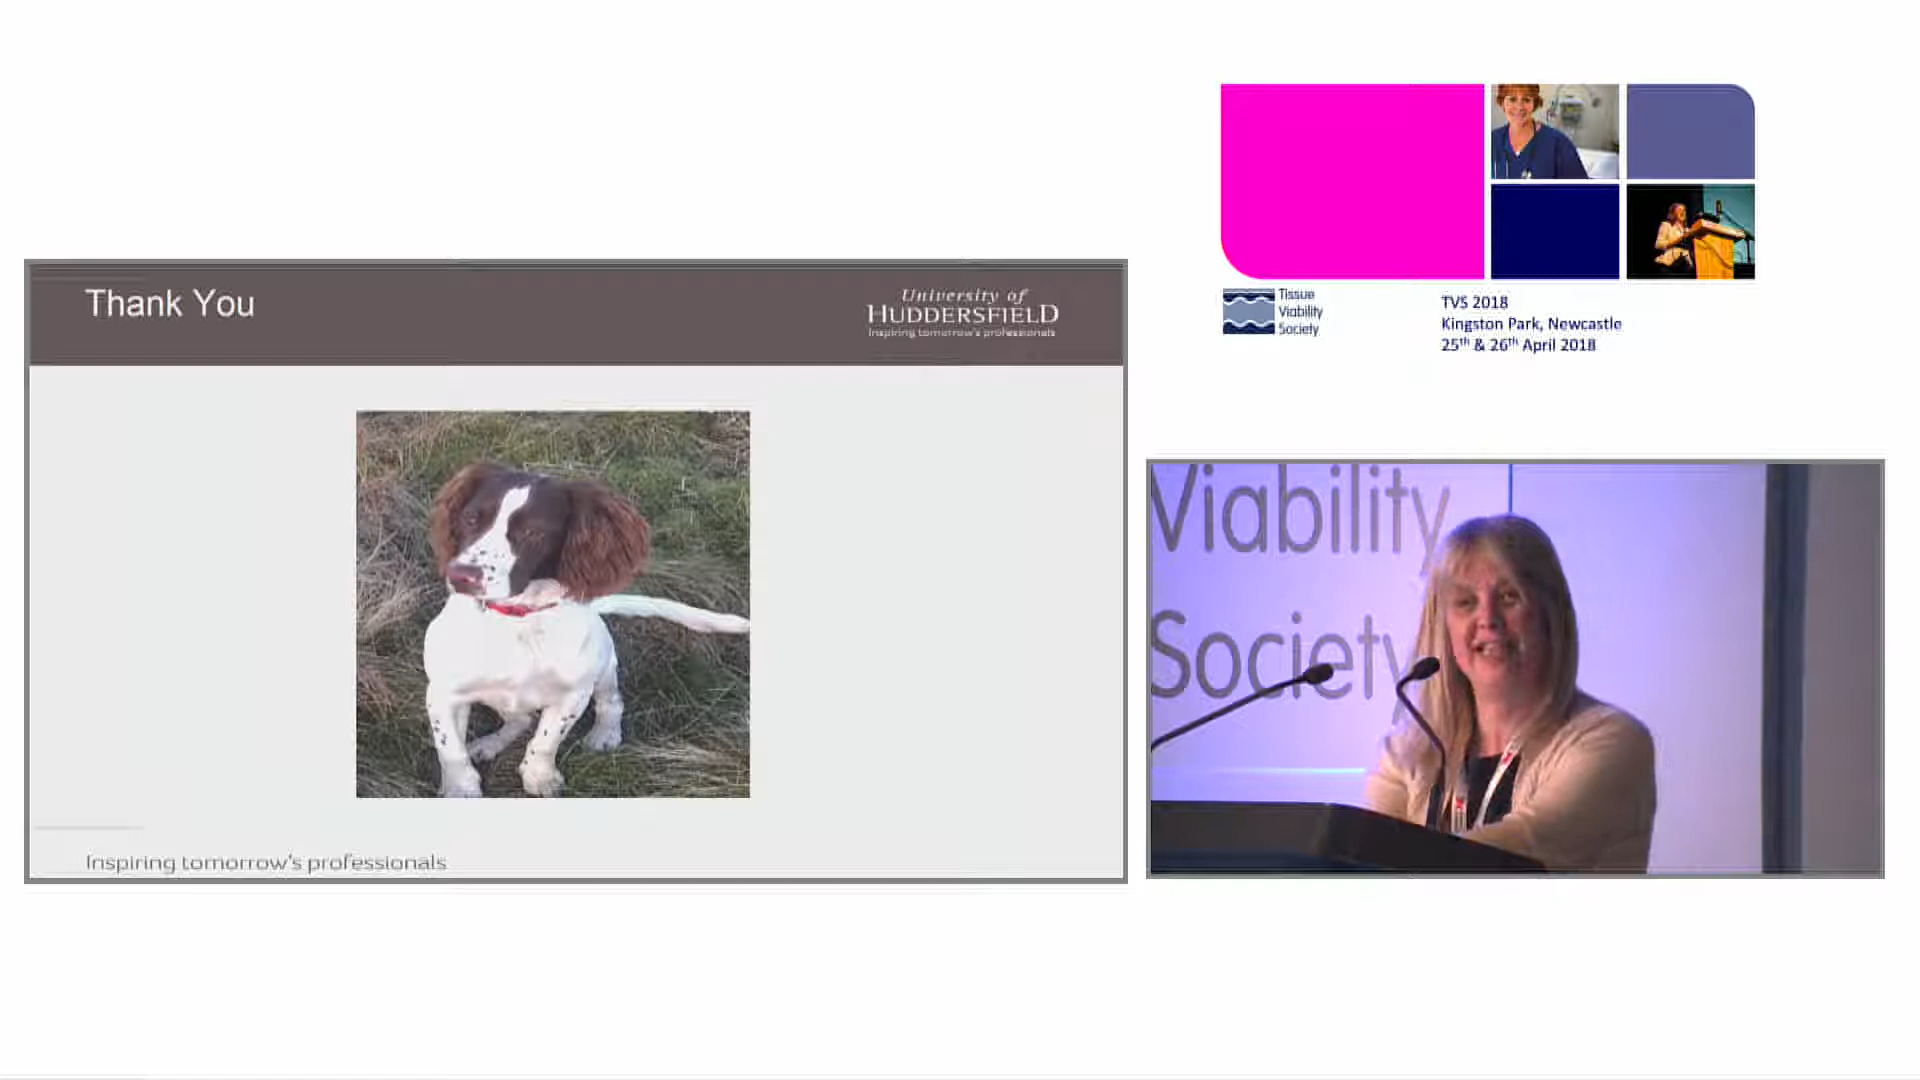 Thank You
University of
HUDDERSFIELD
Inspiring tomorrow's professionals
Inspiring tomorrow's professionals
Tissue
Viability
Society
TVS 2018
Kingston Park, Newcastle
25th & 26th April 2018
Viability
Society